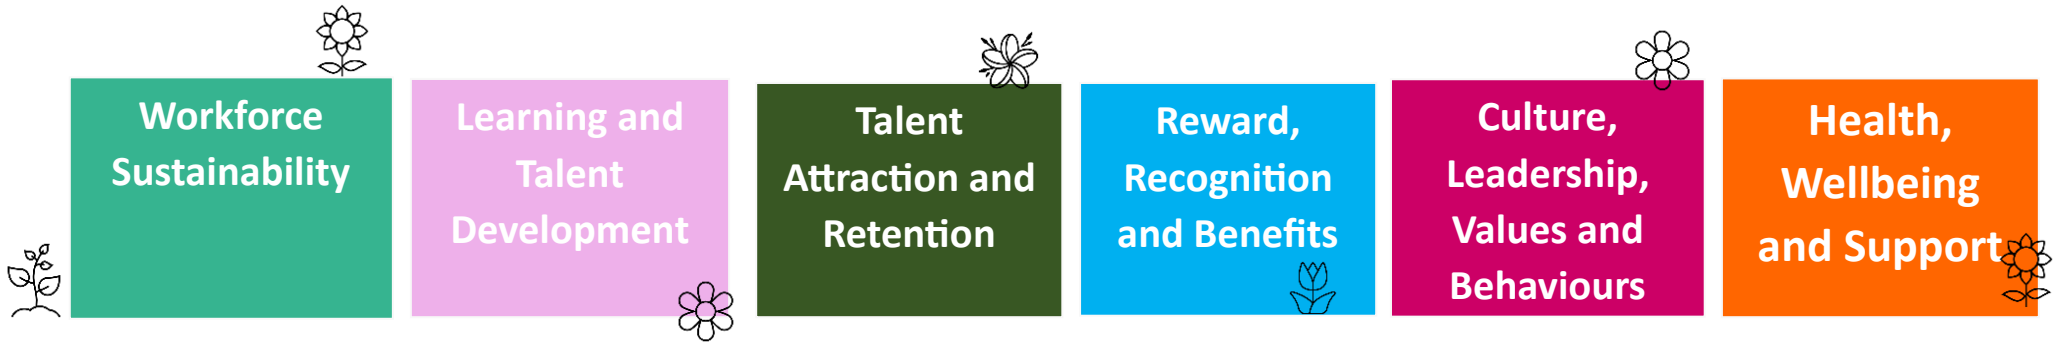 Workforce
Sustainability
Learning and
Talent
Development
Talent
Attraction and
Retention
Reward,
Recognition
and Benefits
Culture,
Leadership,
Values and
Behaviours
Health,
Wellbeing
and Support